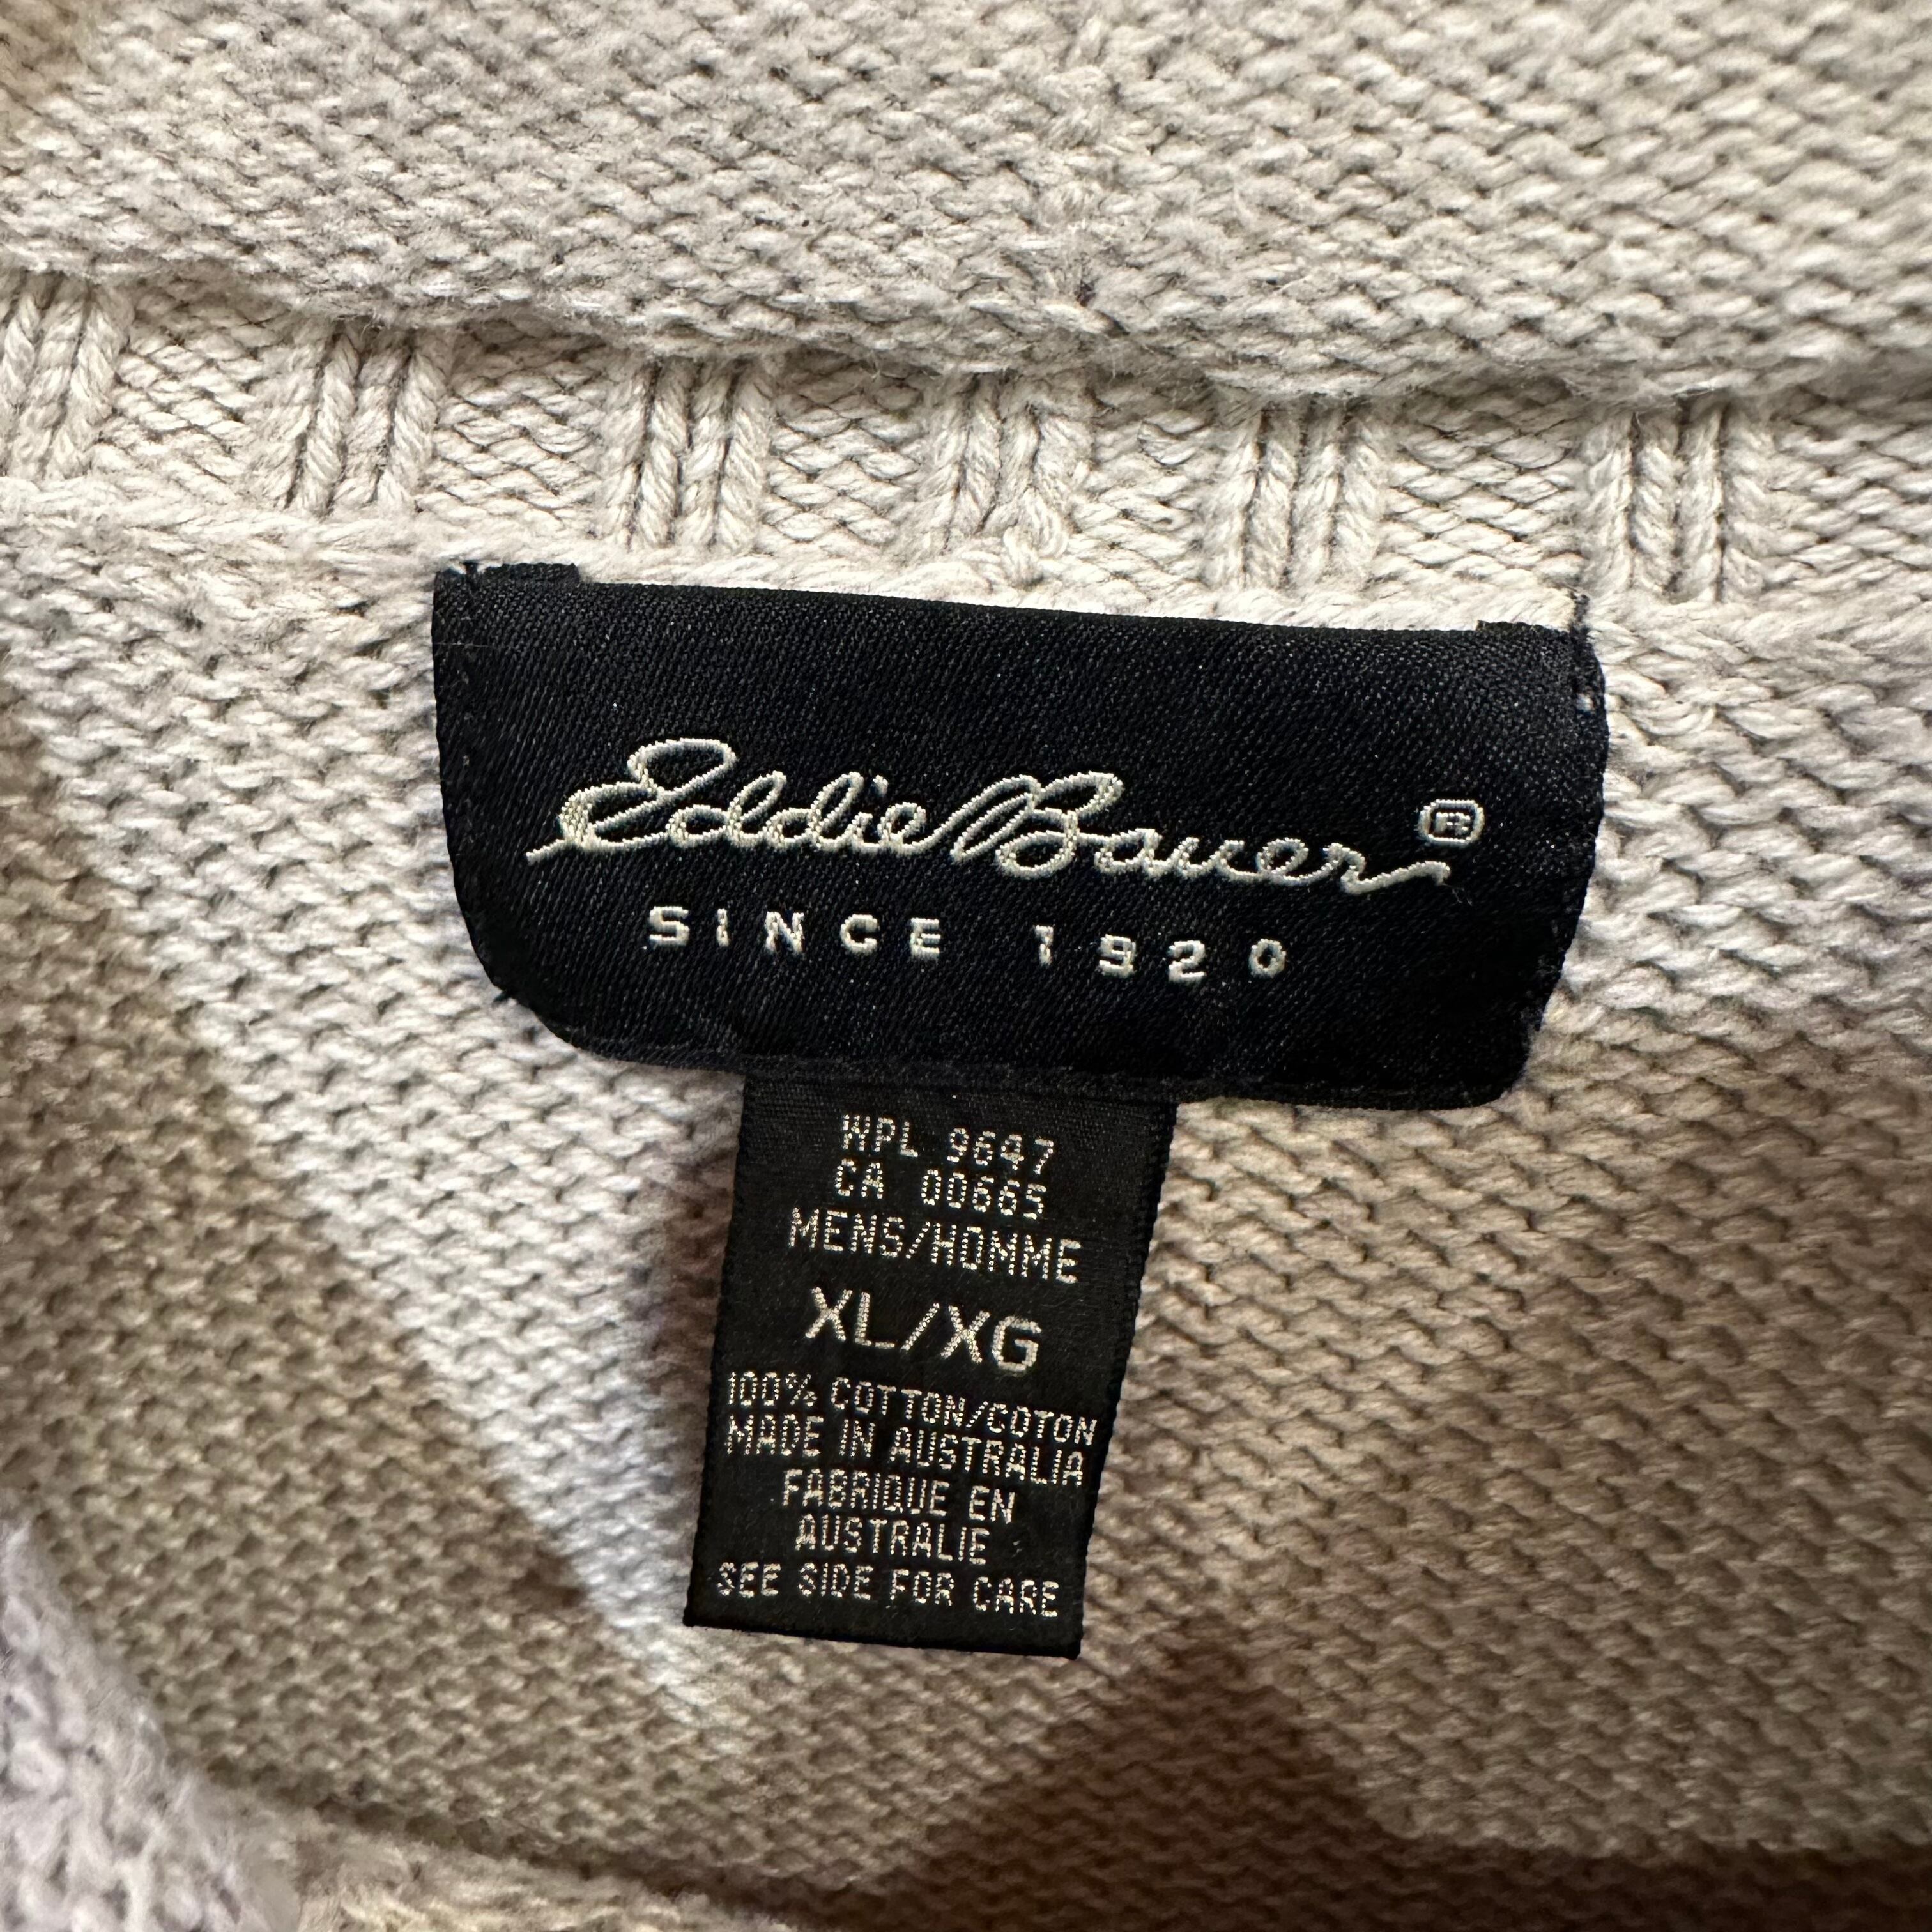 Eddie Bauer ®
SINCE 1920
WPL 9647
CA 00665
MENS/HOMME
XL/XG
100% COTTON/COTON
MADE IN AUSTRALIA
FABRIQUE EN
AUSTRALIE
SEE SIDE FOR CARE